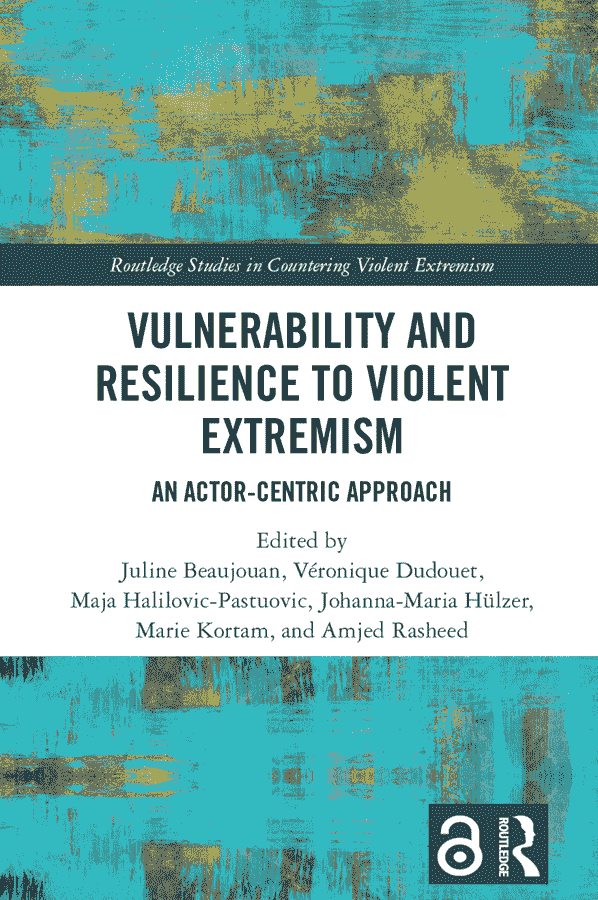 Routledge Studies in Countering Violent Extremism
VULNERABILITY AND
RESILIENCE TO VIOLENT
EXTREMISM
AN ACTOR-CENTRIC APPROACH
Edited by
Juline Beaujouan, Véronique Dudouet,
Maja Halilovic-Pastuovic, Johanna-Maria Hülzer,
Marie Kortam, and Amjed Rasheed
ROUTLEDGE